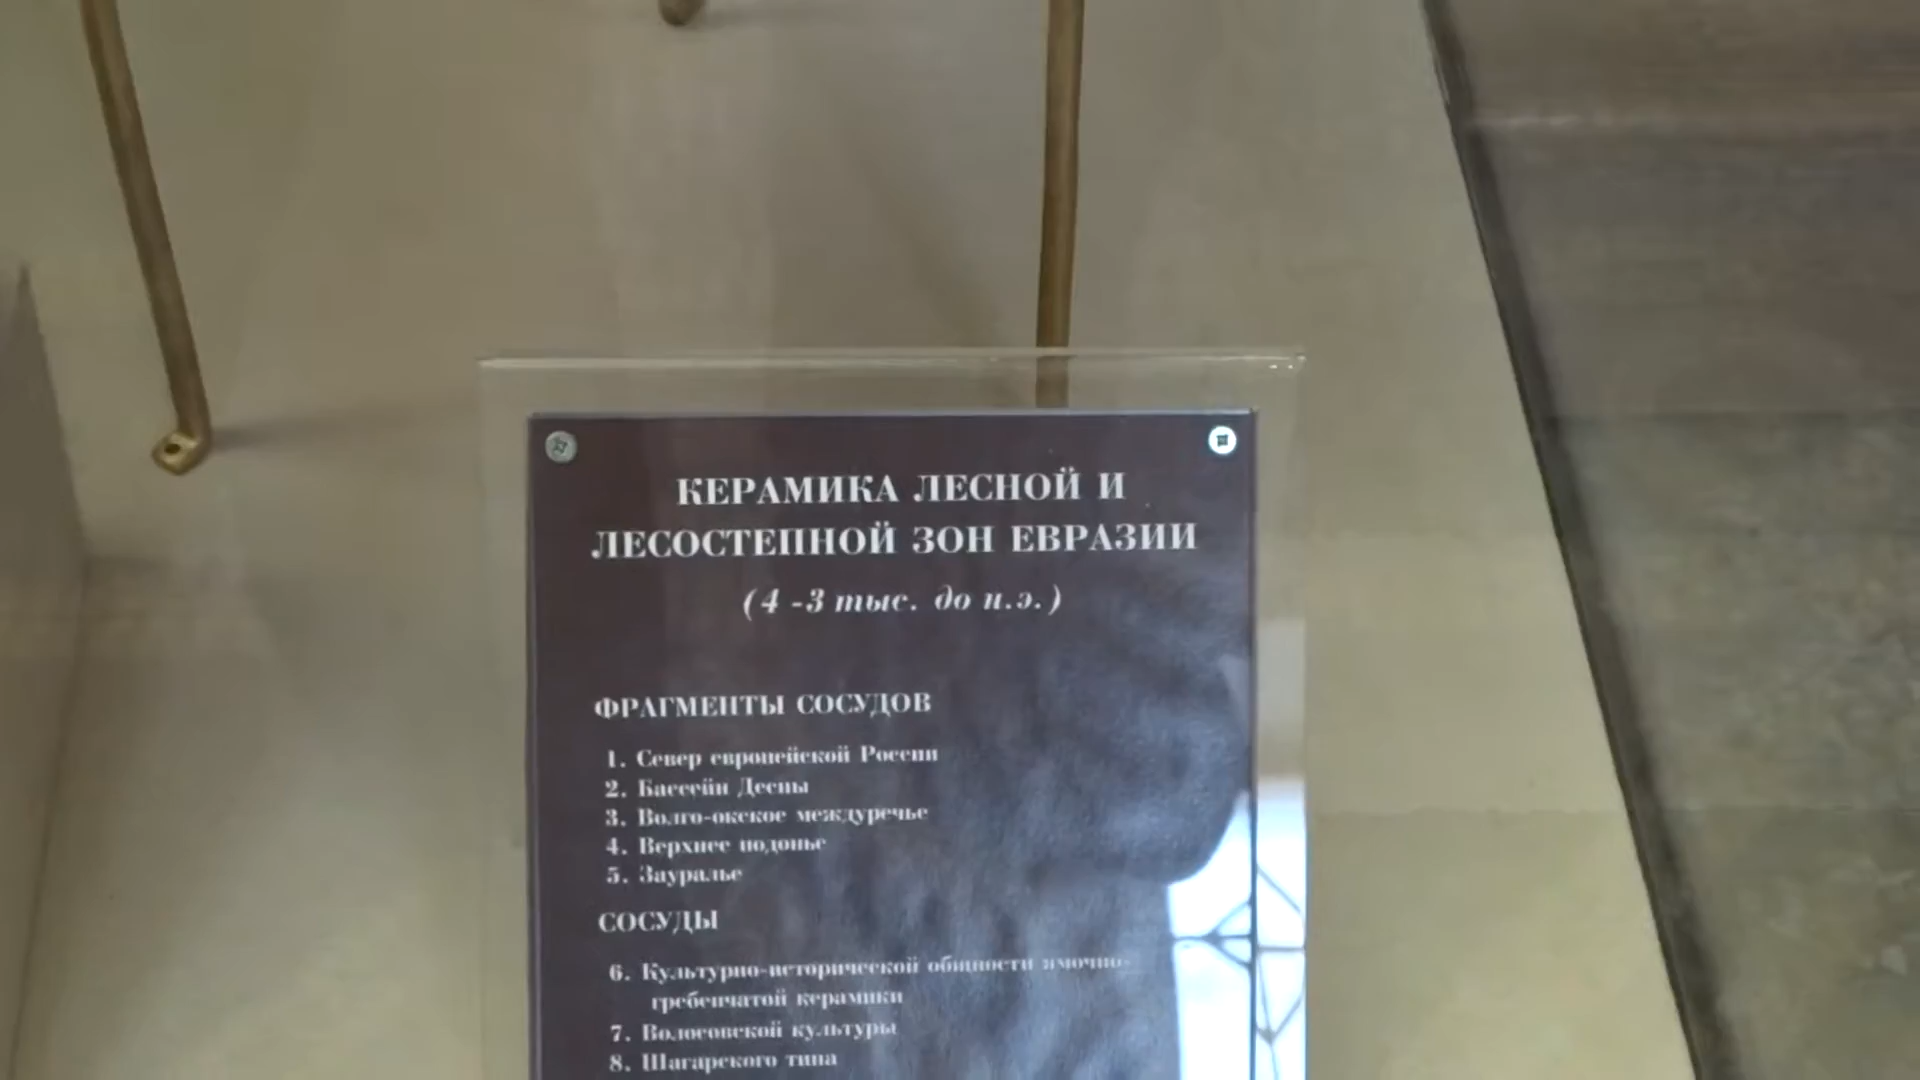 КЕРАМИКА ЛЕСНОЙ И
ЛЕСОСТЕПНОЙ ЗОН ЕВРАЗИИ
(4 -3 тыс. до н.э.)
ФРАГМЕНТЫ СОСУДОВ
1. Север европейской России
2. Бассейн Десны
3. Волго-окское междуречье
4. Верхнее подонье
5. Зауралье
СОСУДЫ
6. Культурно-исторической общности ямочно-
гребенчатой керамики
7. Волосовской культуры
8. Шагарского типа